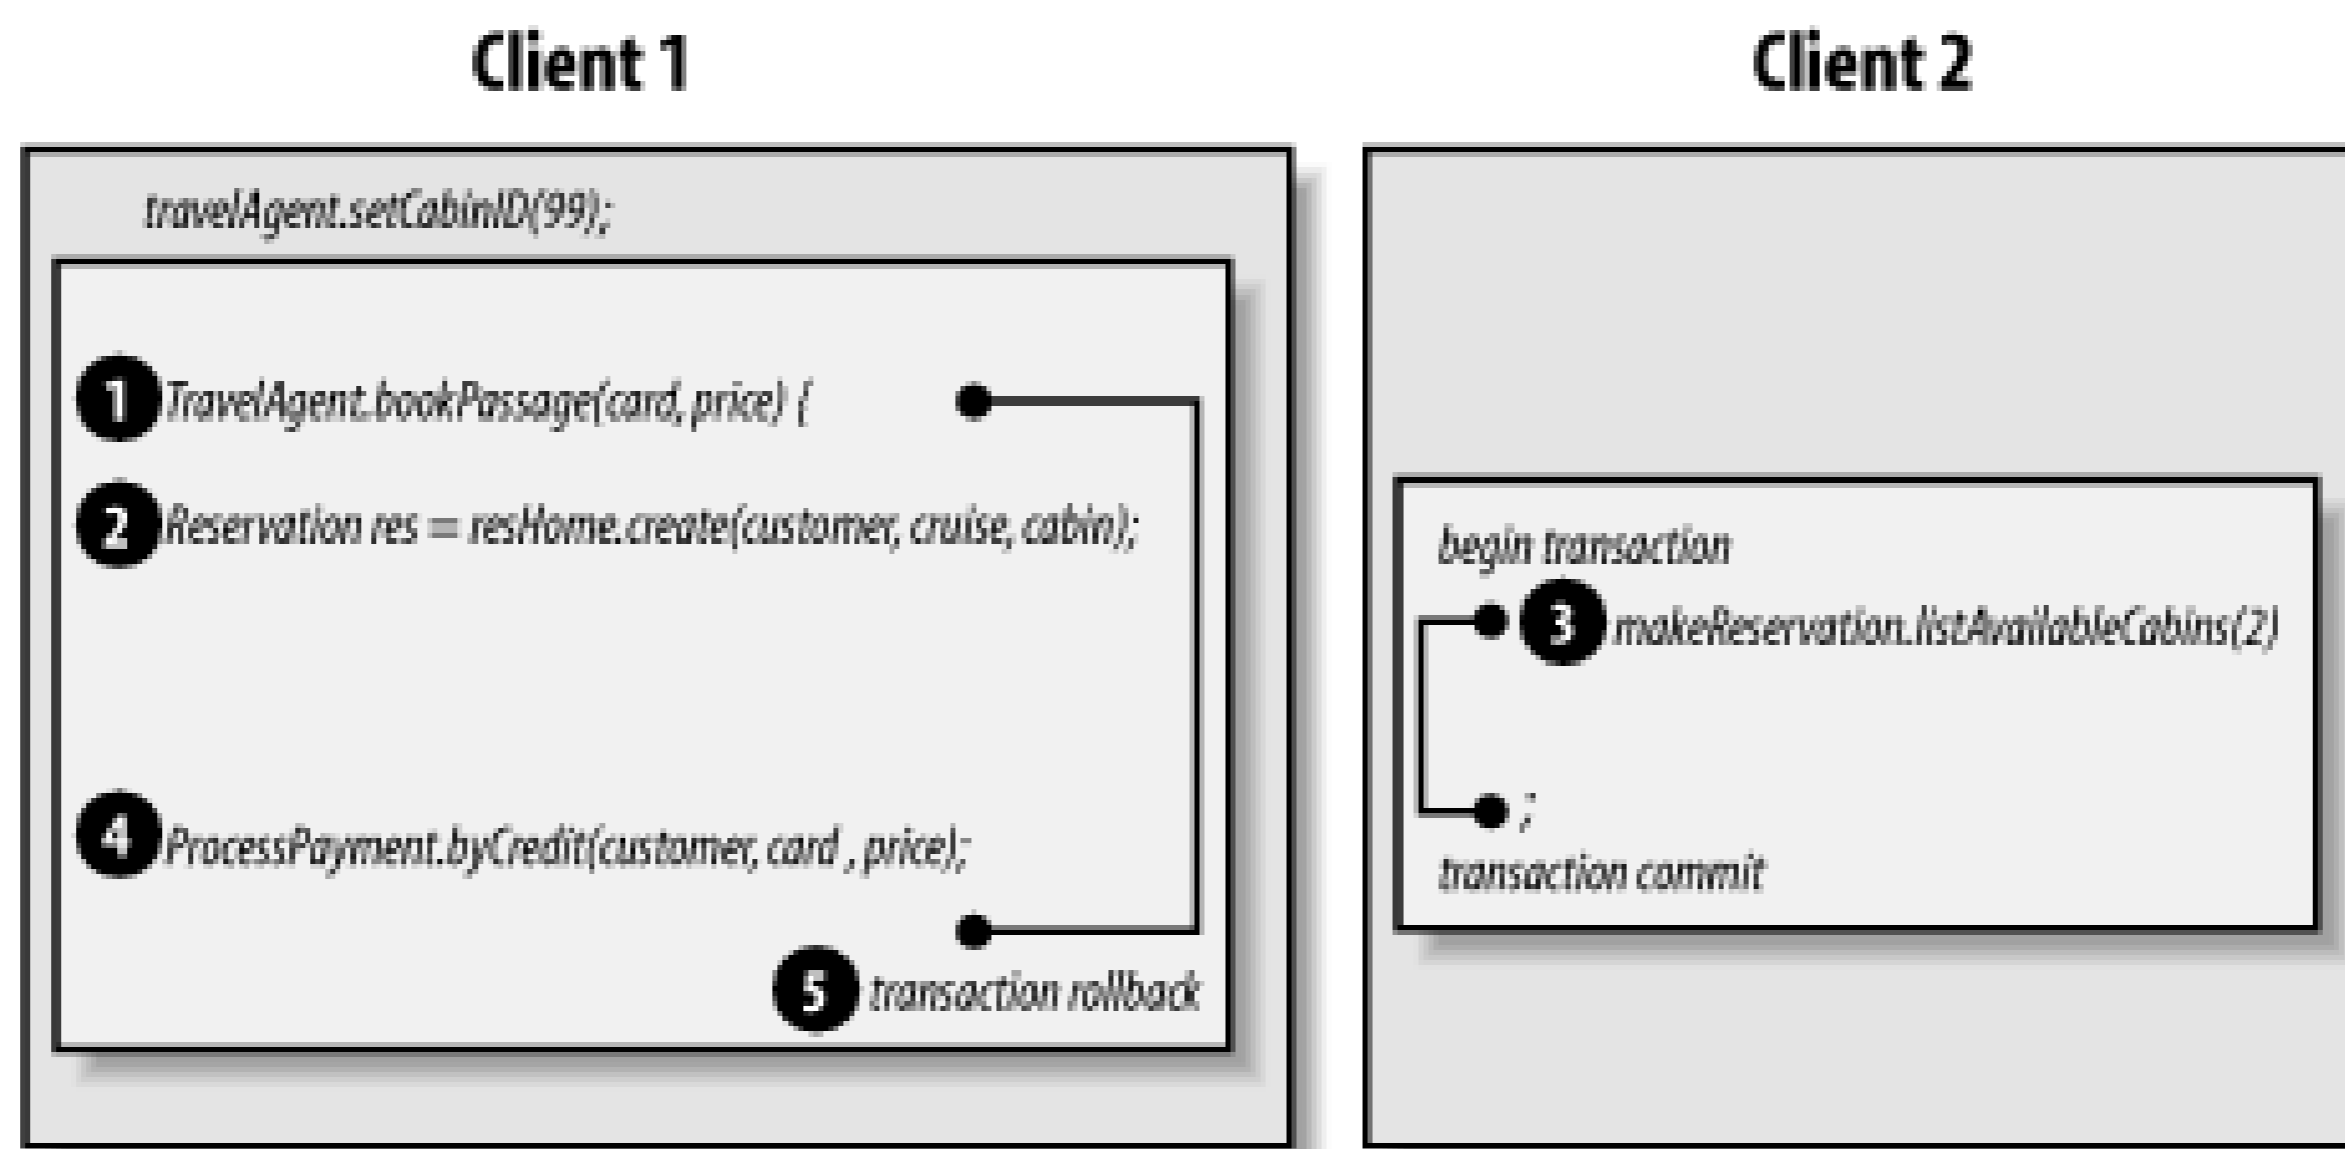 Client 1
travelAgent.setCabinID(99);
1 TravelAgent.bookPassage(card, price) {
2 Reservation res = resHome.create(customer, cruise, cabin);
4 ProcessPayment.byCredit(customer, card , price);
5 transaction rollback
Client 2
begin transaction
3 makeReservation.listAvailableCabins(2)
;
transaction commit